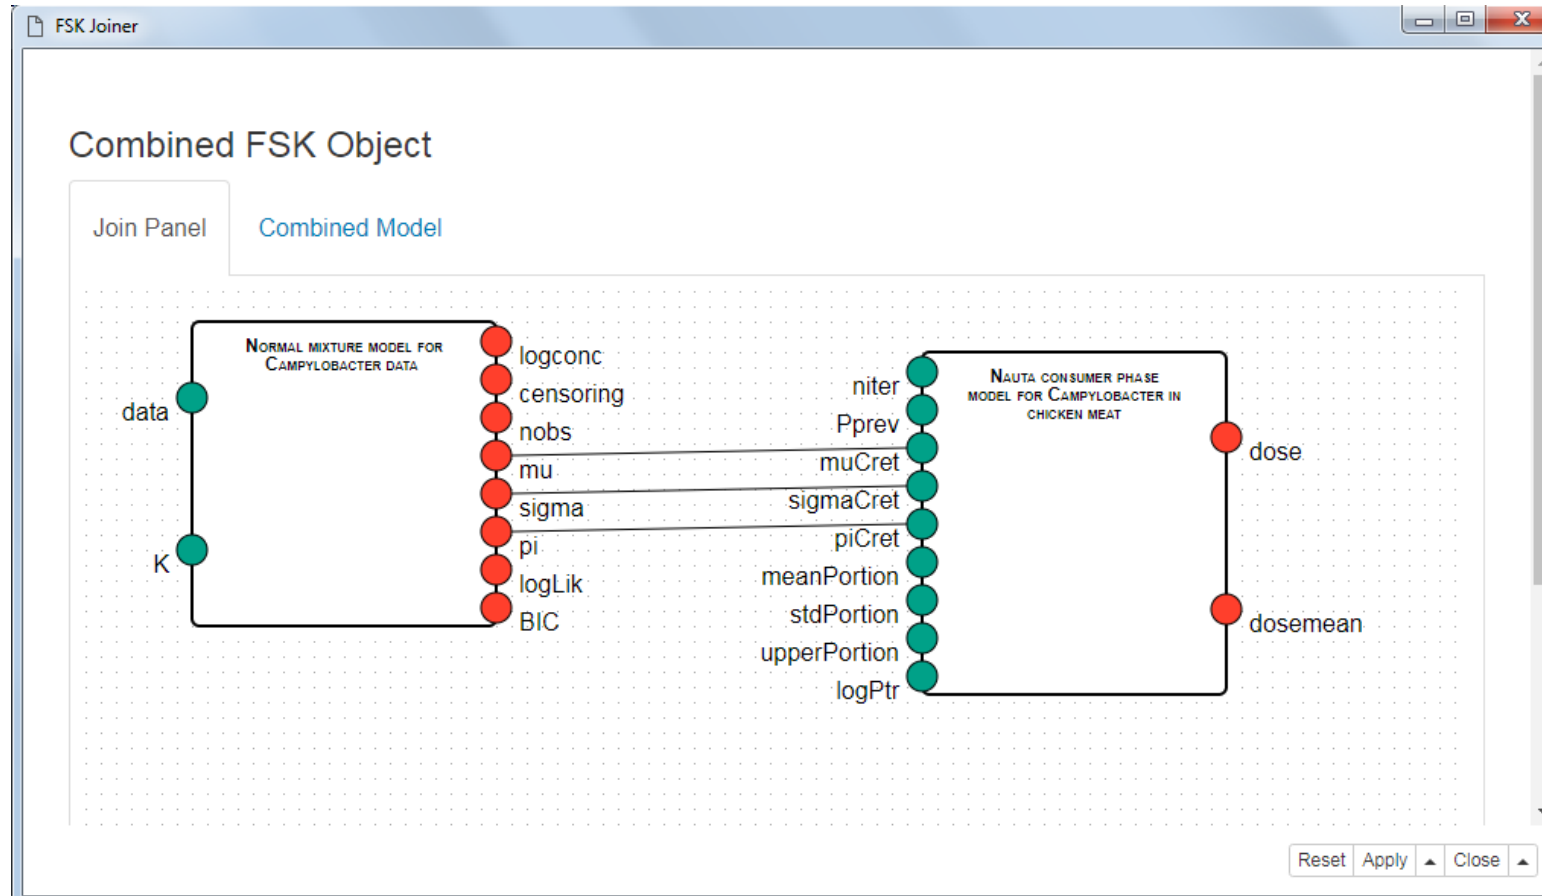 FSK Joiner
Combined FSK Object
Join Panel
Combined Model
Normal mixture model for
Campylobacter data
data
K
logconc
censoring
nobs
mu
sigma
pi
logLik
BIC
niter
Pprev
muCret
sigmaCret
piCret
meanPortion
stdPortion
upperPortion
logPtr
Nauta consumer phase
model for Campylobacter in
chicken meat
dose
dosemean
Reset Apply Close